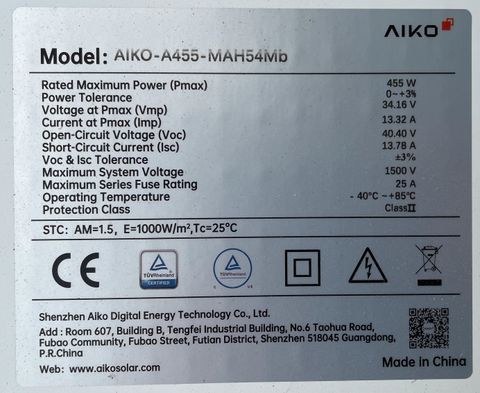 AIKO
Model: AIKO-A455-MAH54Mb
Rated Maximum Power (Pmax) 455 W
Power Tolerance 0~+3%
Voltage at Pmax (Vmp) 34.16 V
Current at Pmax (Imp) 13.32 A
Open-Circuit Voltage (Voc) 40.40 V
Short-Circuit Current (Isc) 13.78 A
Voc & Isc Tolerance ±3%
Maximum System Voltage 1500 V
Maximum Series Fuse Rating 25 A
Operating Temperature - 40°C ~+85°C
Protection Class ClassⅡ
STC: AM=1.5, E=1000W/m²,Tc=25°C
CE
TÜVRheinland
CERTIFIED
TÜVRheinland
Shenzhen Aiko Digital Energy Technology Co., Ltd.
Add : Room 607, Building B, Tengfei Industrial Building, No.6 Taohua Road,
Fubao Community, Fubao Street, Futian District, Shenzhen 518045 Guangdong,
P.R.China
Web: www.aikosolar.com
Made in China